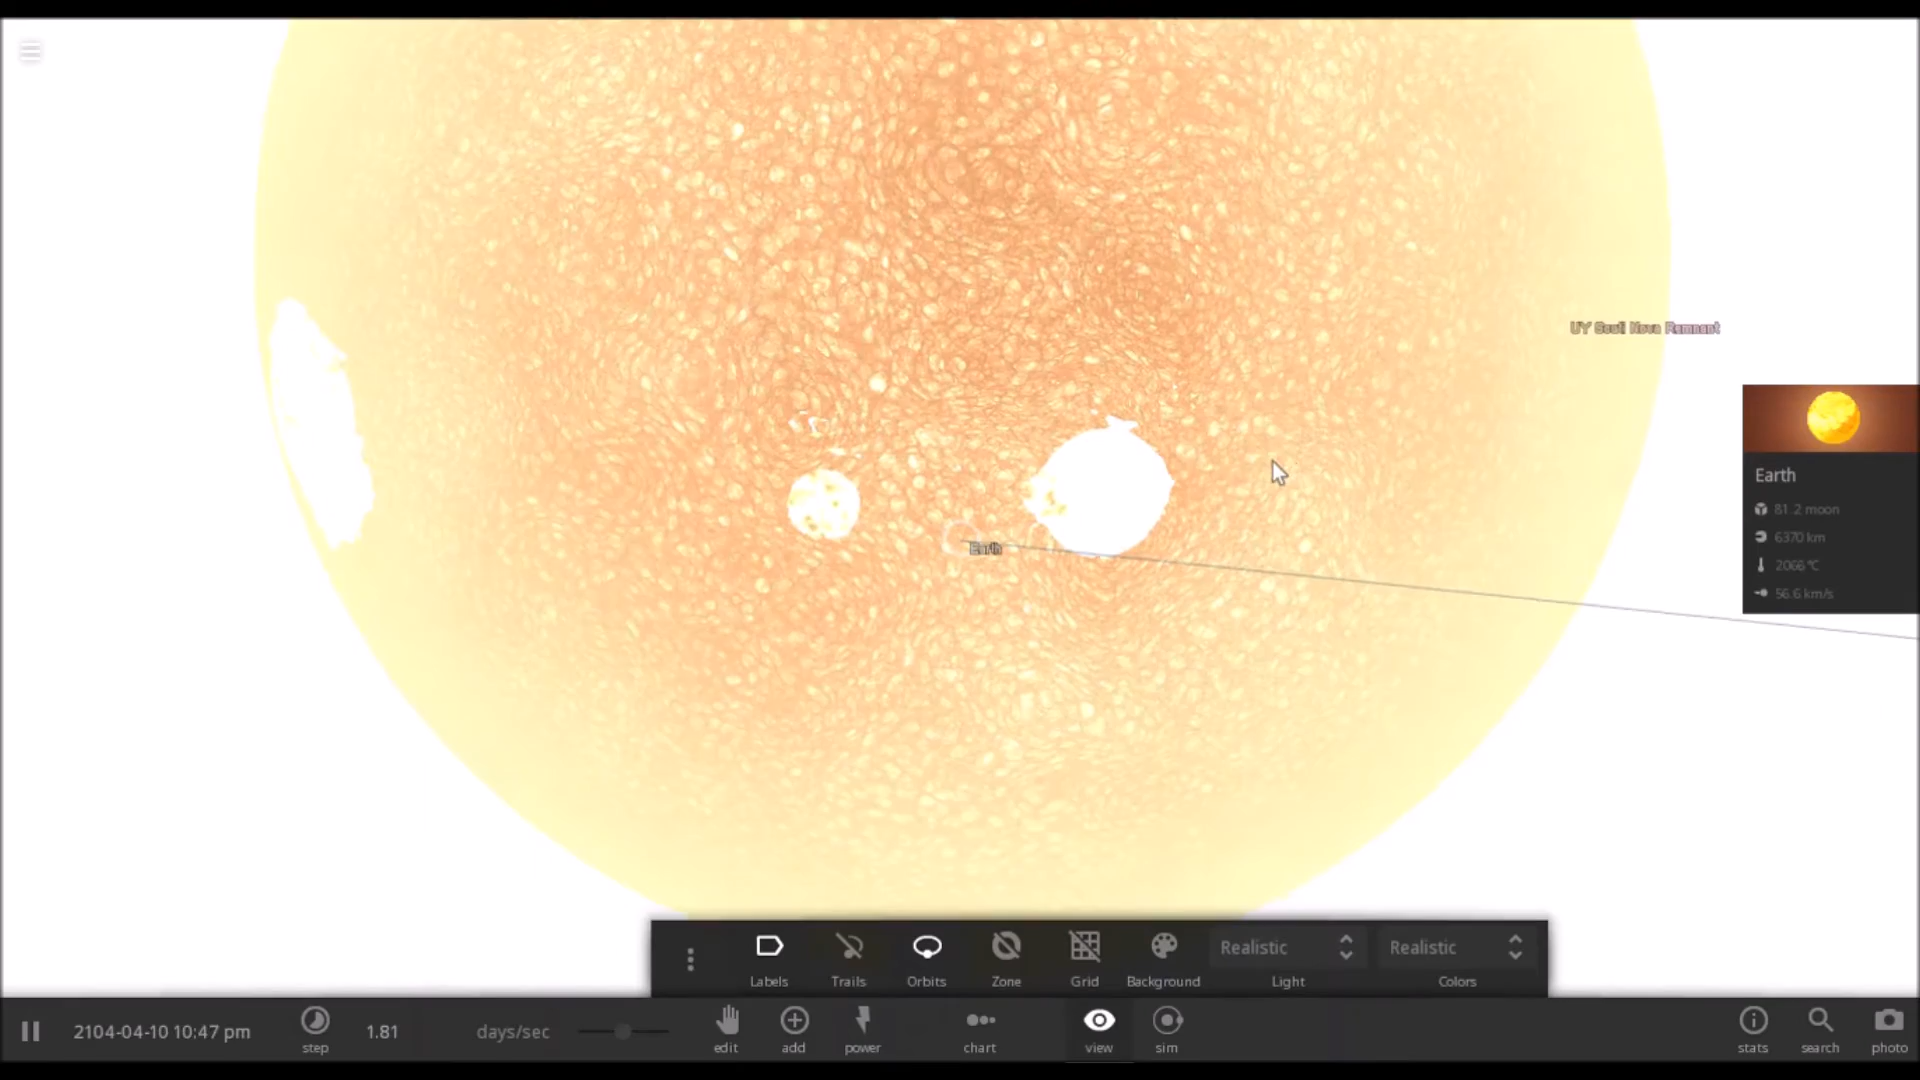 UY Scuti Nova Remnant
Earth
81.2 moon
6370 km
2066 °C
56.6 km/s
Earth
Labels
Trails
Orbits
Zone
Grid
Background
Realistic
Light
Realistic
Colors
2104-04-10 10:47 pm
step
1.81
days/sec
edit
add
power
chart
view
sim
stats
search
photo